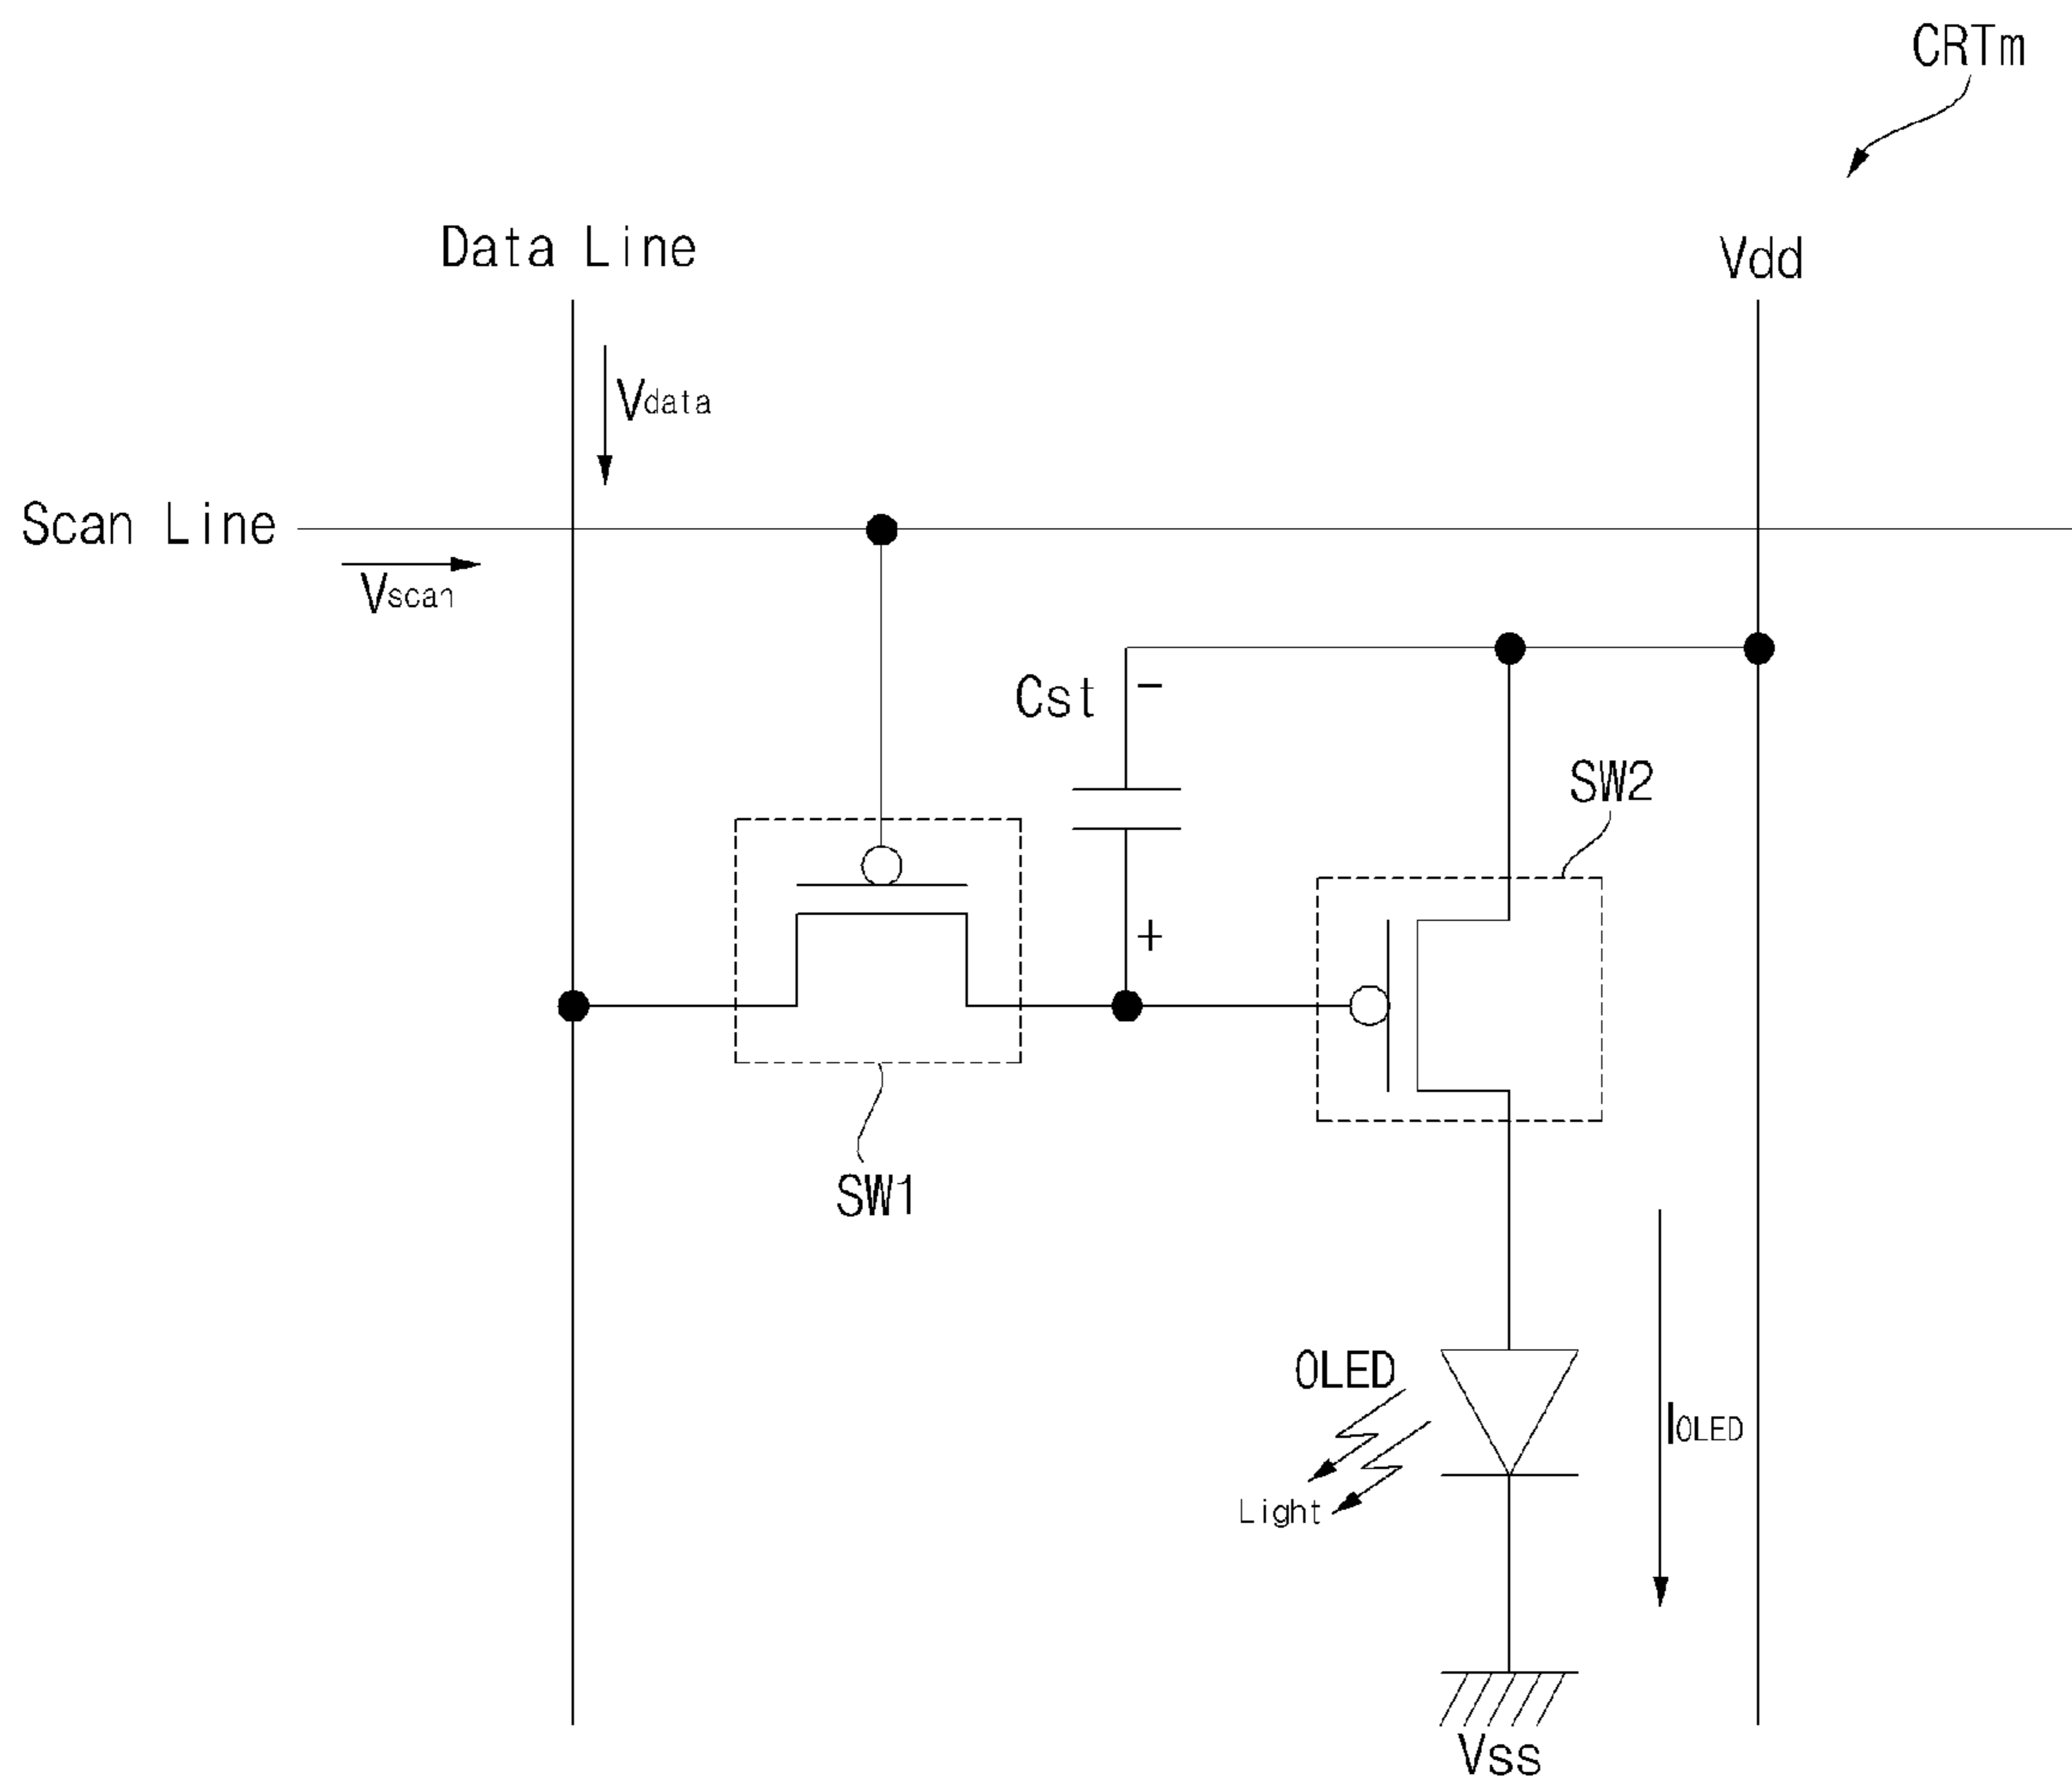 CRTm
Data Line
Vdd
Vdata
Scan Line
Vscan
Cst
-
SW2
+
SW1
OLED
IOLED
Light
Vss